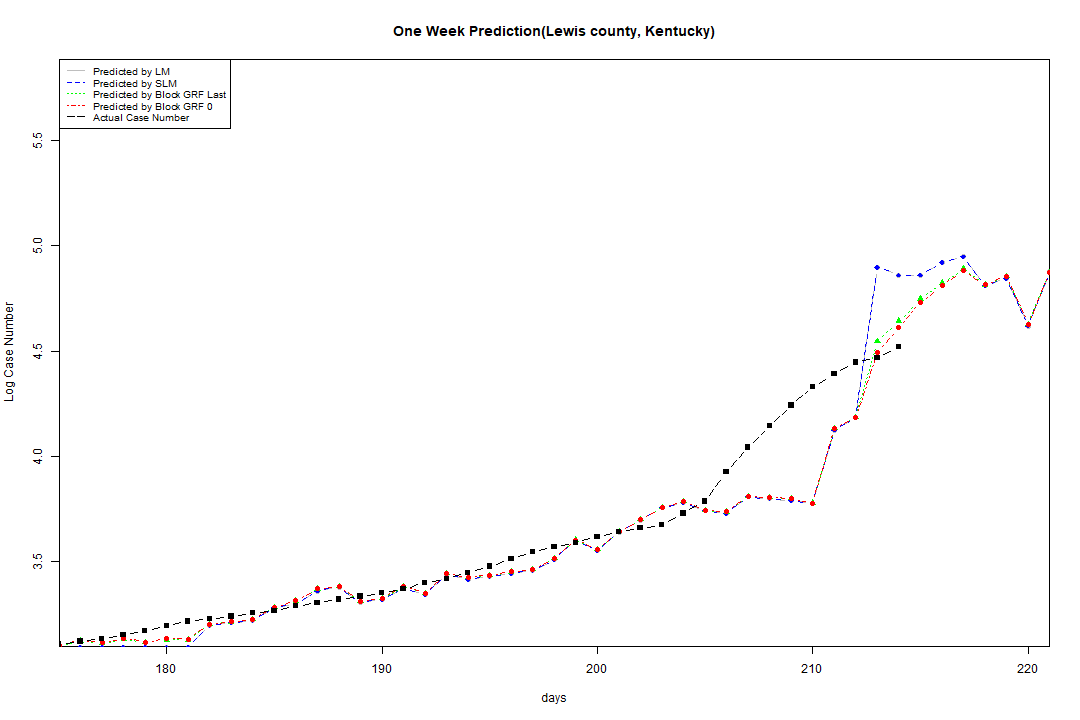 One Week Prediction(Lewis county, Kentucky)
Predicted by LM
Predicted by SLM
Predicted by Block GRF Last
Predicted by Block GRF 0
Actual Case Number
5.5
5.0
4.5
4.0
3.5
Log Case Number
180
190
200
210
220
days